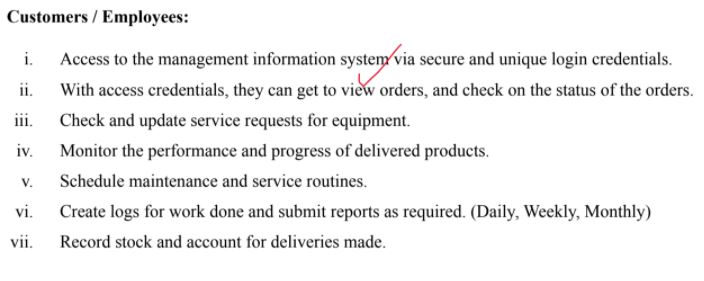 Customers / Employees:
i. Access to the management information system via secure and unique login credentials.
ii. With access credentials, they can get to view orders, and check on the status of the orders.
iii. Check and update service requests for equipment.
iv. Monitor the performance and progress of delivered products.
v. Schedule maintenance and service routines.
vi. Create logs for work done and submit reports as required. (Daily, Weekly, Monthly)
vii. Record stock and account for deliveries made.